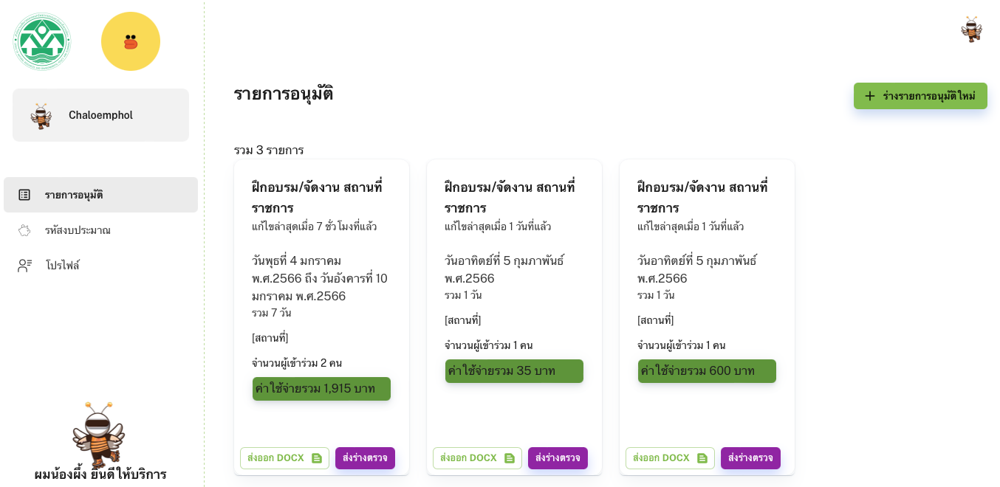 Chaloemphol
รายการอนุมัติ
รหัสงบประมาณ
โปรไฟล์
ผมน้องผึ้ง ยินดีให้บริการ
รายการอนุมัติ
ร่างรายการอนุมัติใหม่
รวม 3 รายการ
ฝึกอบรม/จัดงาน สถานที่
ราชการ
แก้ไขล่าสุดเมื่อ 7 ชั่วโมงที่แล้ว
วันพุธที่ 4 มกราคม
พ.ศ.2566 ถึง วันอังคารที่ 10
มกราคม พ.ศ.2566
รวม 7 วัน
[สถานที่]
จำนวนผู้เข้าร่วม 2 คน
ค่าใช้จ่ายรวม 1,915 บาท
ส่งออก DOCX
ส่งร่างตรวจ
ฝึกอบรม/จัดงาน สถานที่
ราชการ
แก้ไขล่าสุดเมื่อ 1 วันที่แล้ว
วันอาทิตย์ที่ 5 กุมภาพันธ์
พ.ศ.2566
รวม 1 วัน
[สถานที่]
จำนวนผู้เข้าร่วม 1 คน
ค่าใช้จ่ายรวม 35 บาท
ส่งออก DOCX
ส่งร่างตรวจ
ฝึกอบรม/จัดงาน สถานที่
ราชการ
แก้ไขล่าสุดเมื่อ 1 วันที่แล้ว
วันอาทิตย์ที่ 5 กุมภาพันธ์
พ.ศ.2566
รวม 1 วัน
[สถานที่]
จำนวนผู้เข้าร่วม 1 คน
ค่าใช้จ่ายรวม 600 บาท
ส่งออก DOCX
ส่งร่างตรวจ